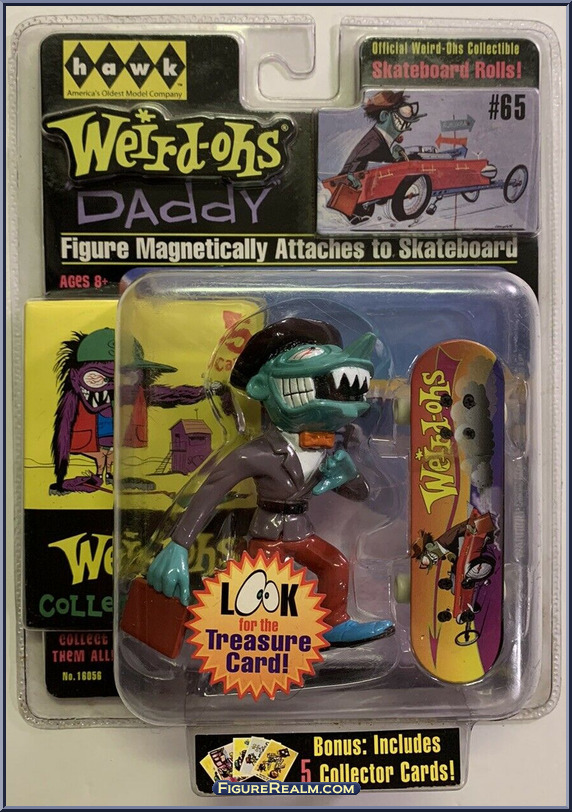 hawk
America's Oldest Model Company
Official Weird-Ohs Collectible
Skateboard Rolls!
#65
Weird-ohs®
DAddY
Figure Magnetically Attaches to Skateboard
AGES 8+
Weird-ohs
Weird-ohs
COLLE
LOOK
for the
Treasure
Card!
COLLECT
THEM ALL
No. 16056
Bonus: Includes
5 Collector Cards!
FigureRealm.com